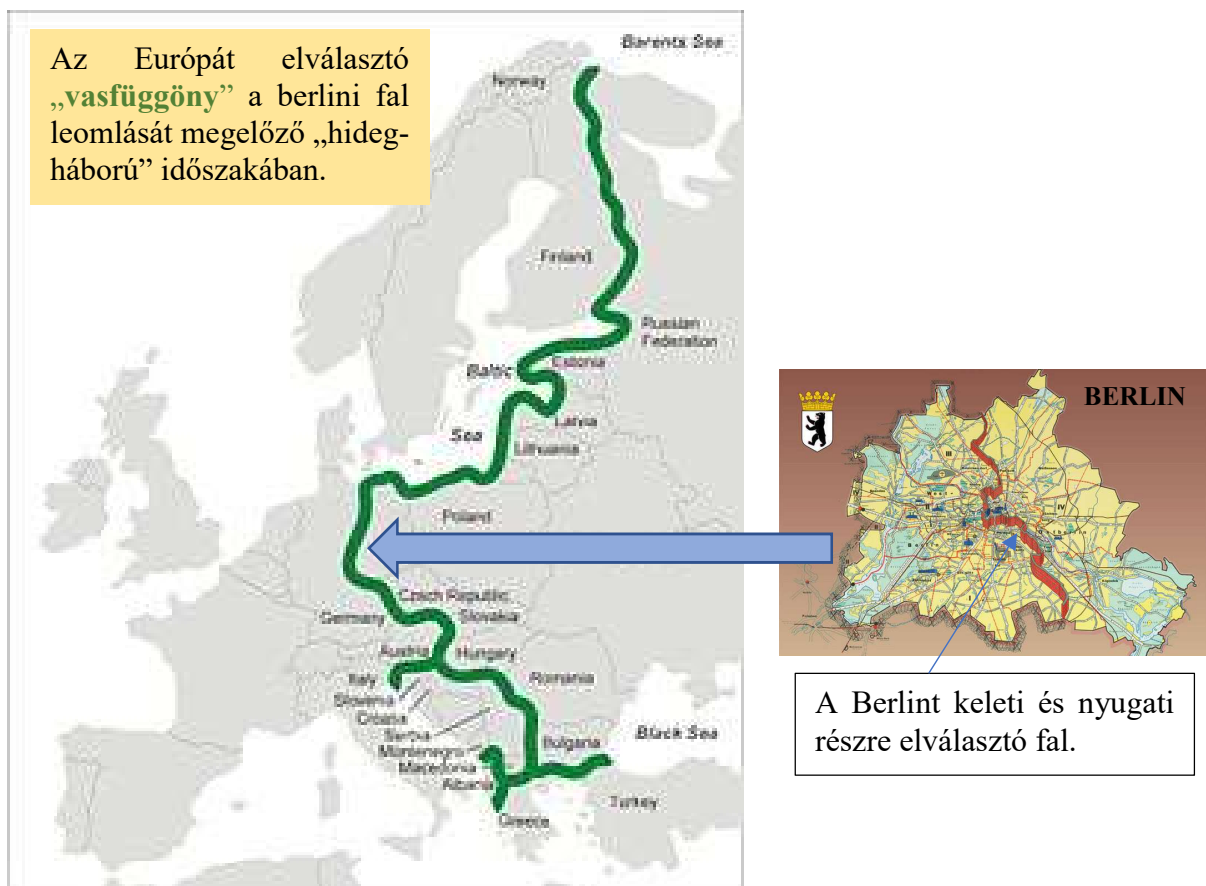 Az Európát elválasztó
„vasfüggöny” a berlini fal
leomlását megelőző „hideg-
háború” időszakában.
Barents Sea
Norway
Finland
Russian
Federation
Estonia
Baltic
Sea
Latvia
Lithuania
Poland
Czech Republic
Germany
Slovakia
Austria
Hungary
Italy
Slovenia
Croatia
Serbia
Romania
Montenegro
Macedonia
Albania
Bulgaria
Black Sea
Turkey
Greece
BERLIN
A Berlint keleti és nyugati
részre elválasztó fal.